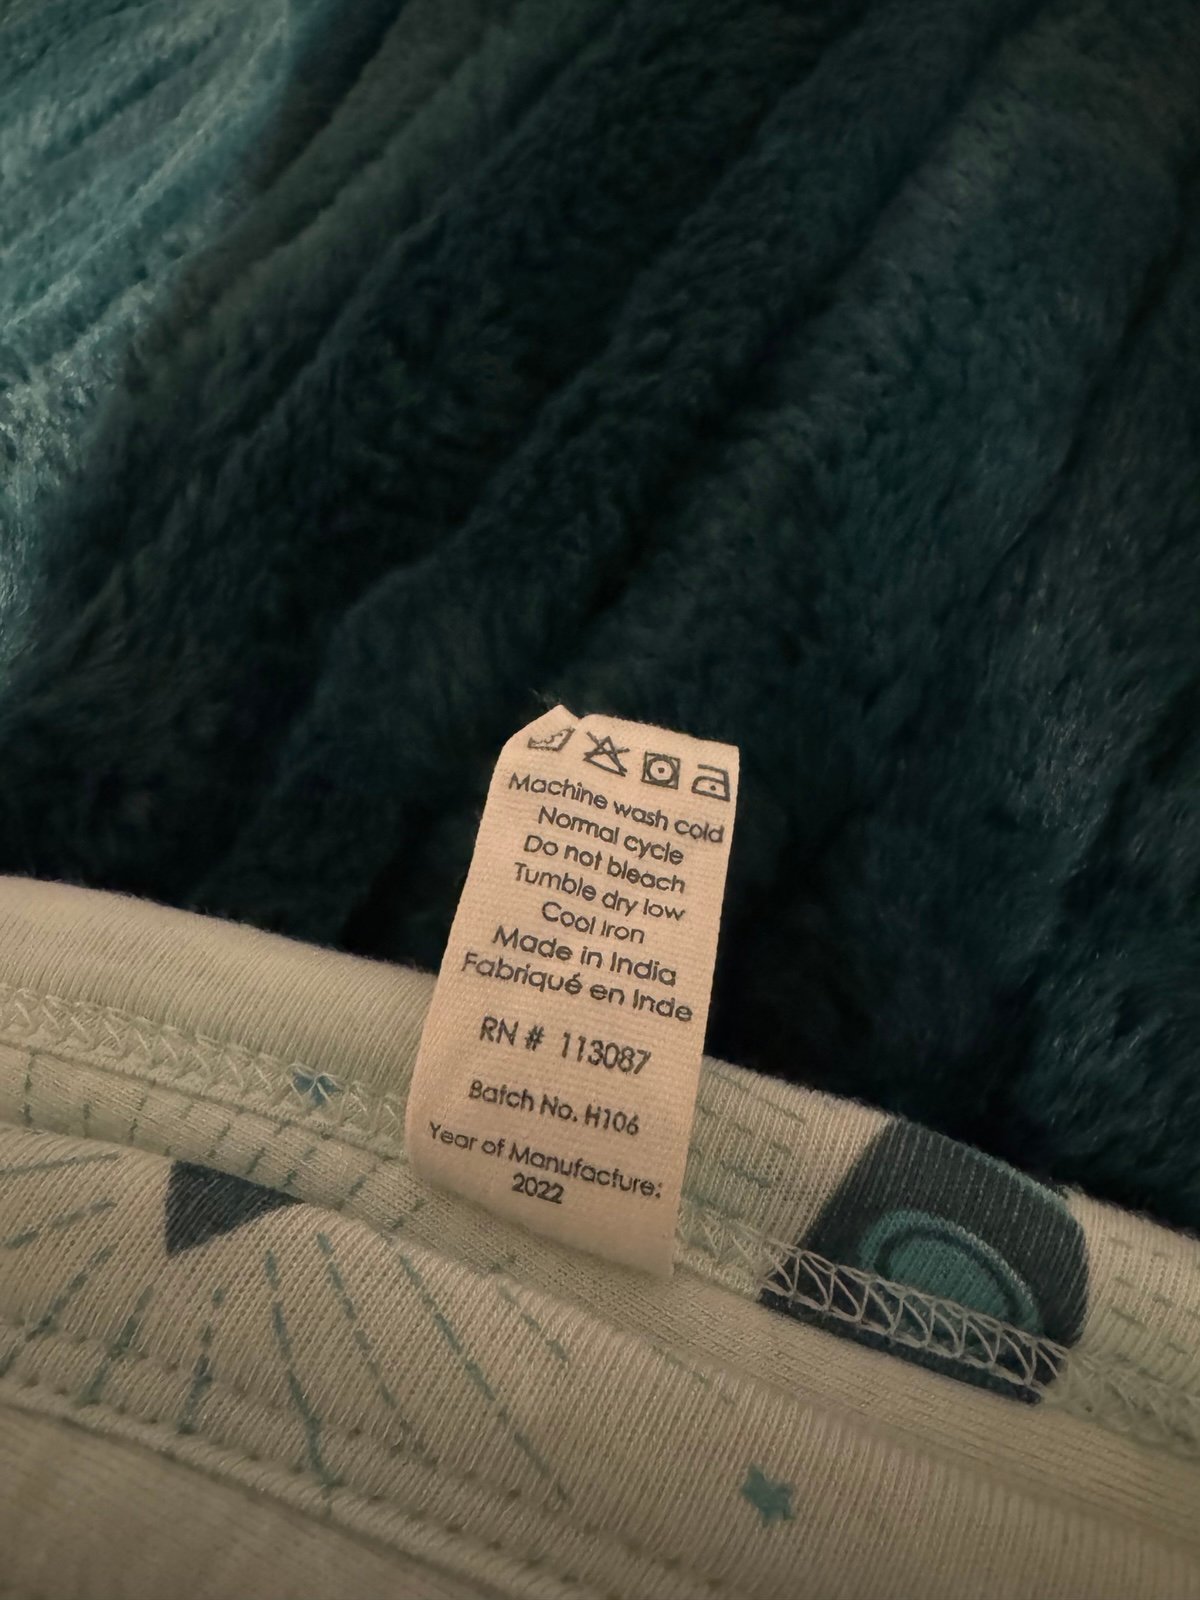 Machine wash cold
Normal cycle
Do not bleach
Tumble dry low
Cool Iron
Made in India
Fabriqué en Inde
RN # 113087
Batch No. H106
Year of Manufacture:
2022